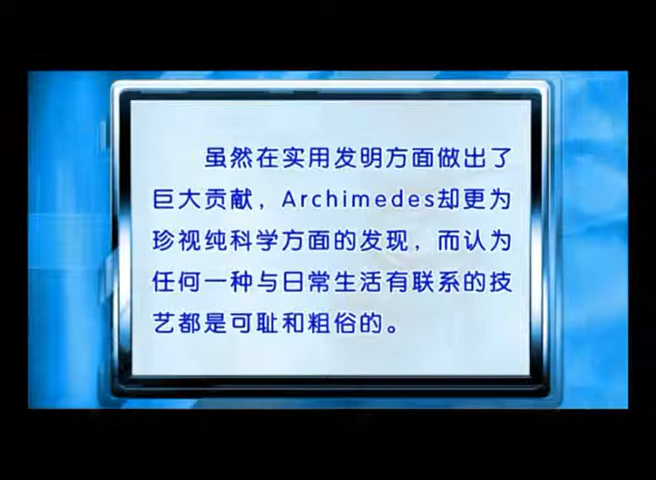 虽然在实用发明方面做出了
巨大贡献，Archimedes却更为
珍视纯科学方面的发现，而认为
任何一种与日常生活有联系的技
艺都是可耻和粗俗的。